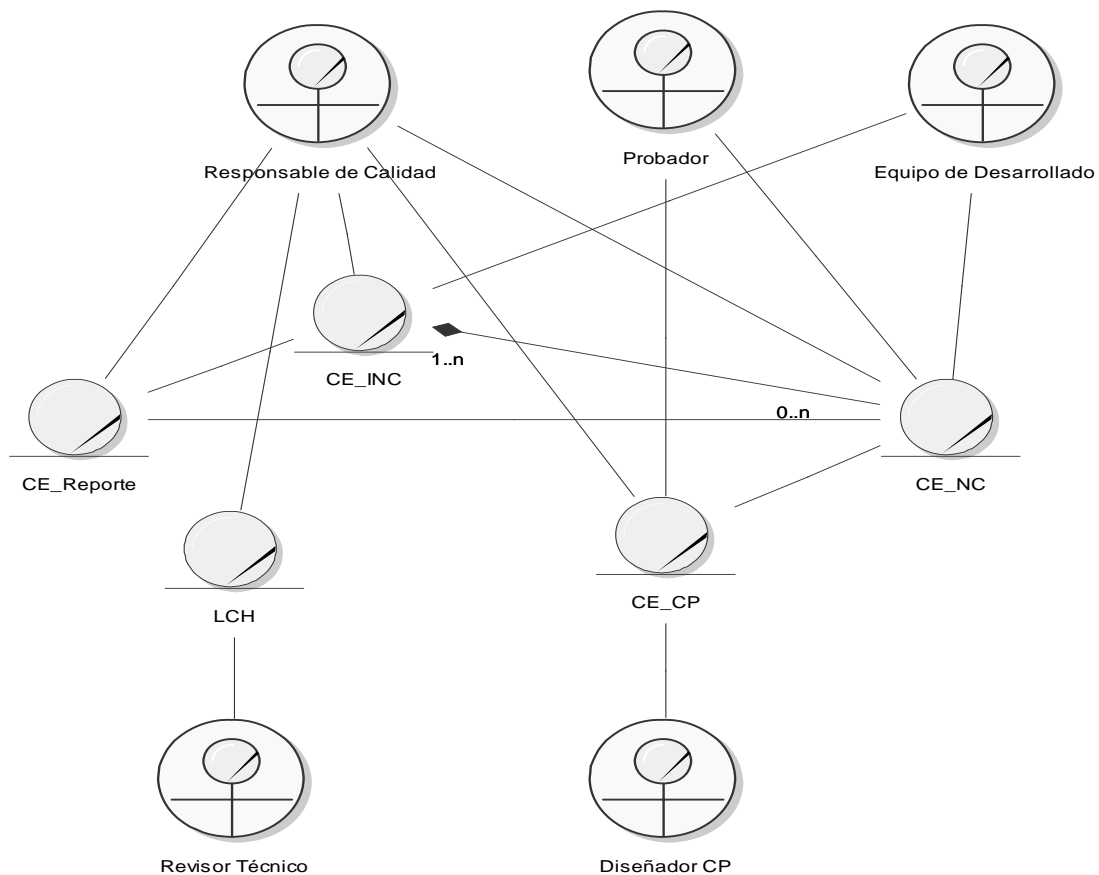 Responsable de Calidad
Probador
Equipo de Desarrollado
CE_INC
1..n
0..n
CE_Reporte
CE_NC
LCH
CE_CP
Revisor Técnico
Diseñador CP